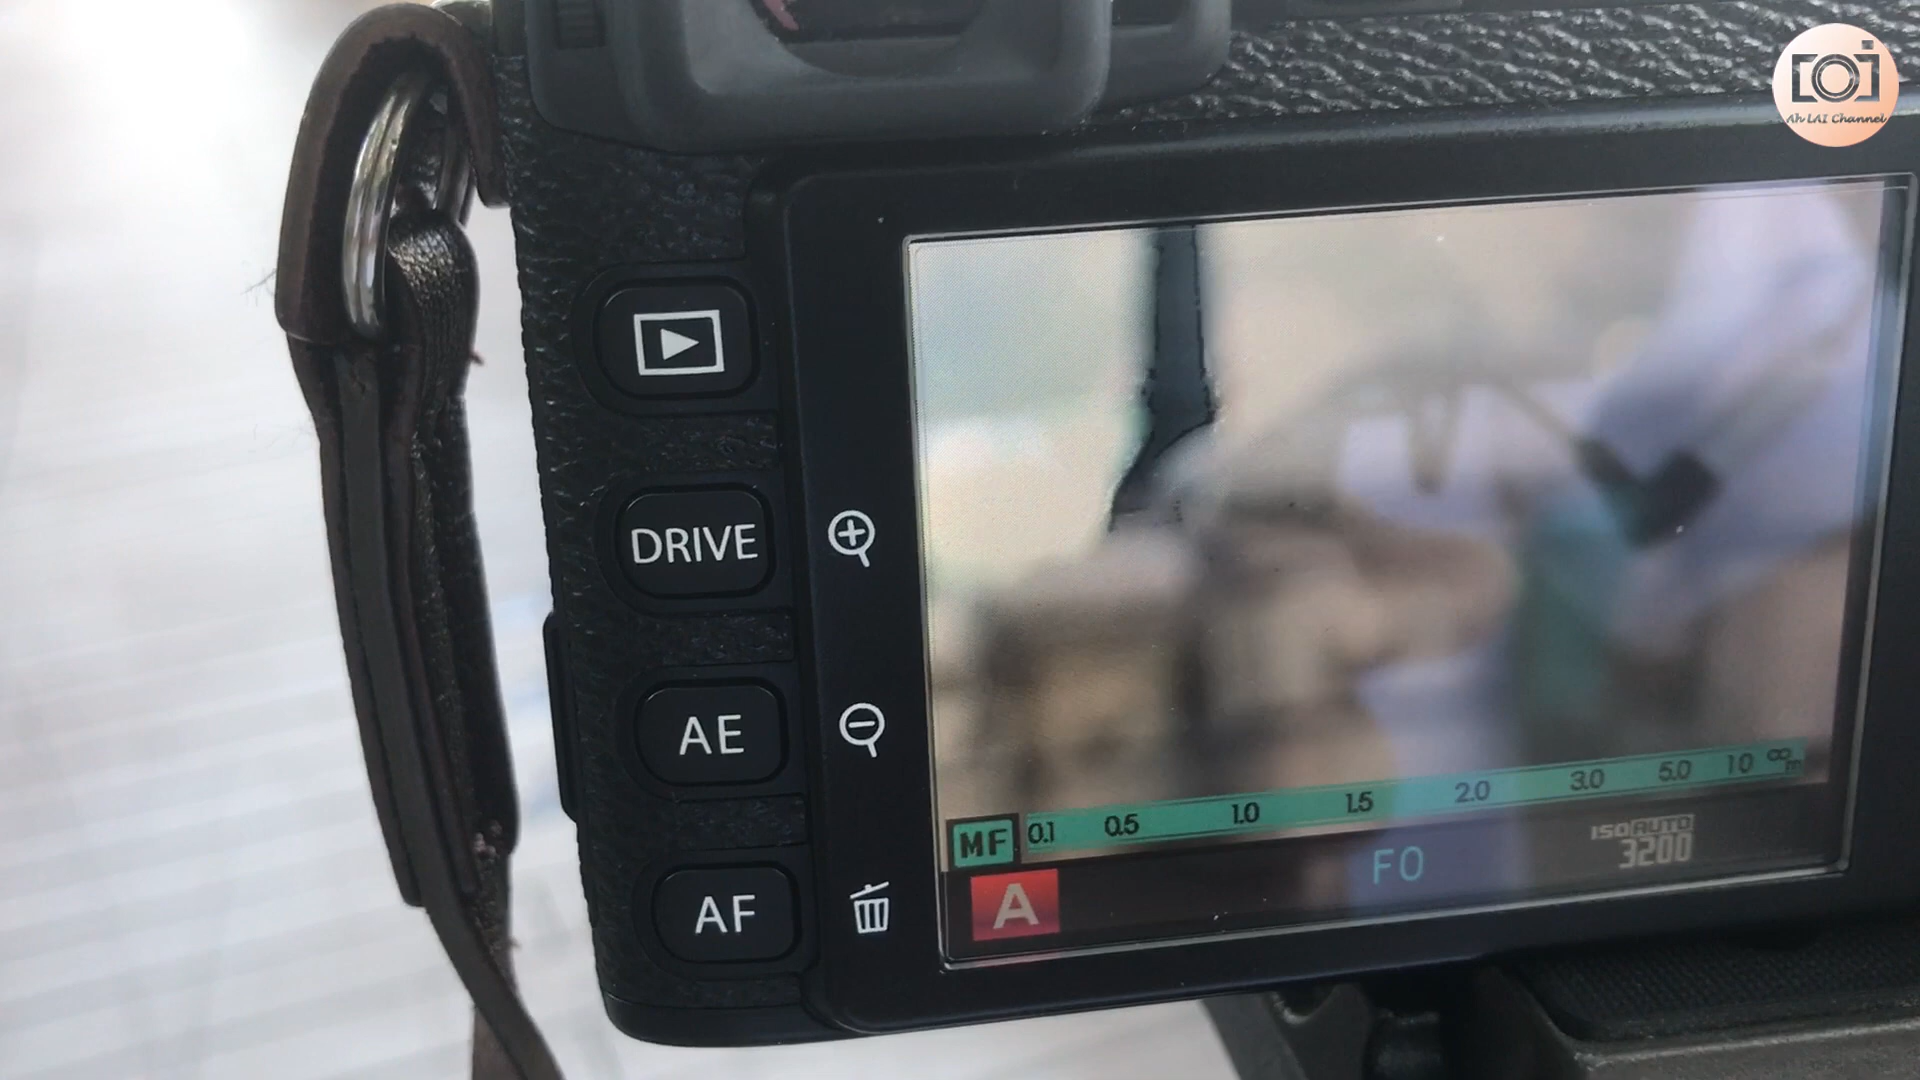 Ah LAI Channel
DRIVE
AE
AF
MF 0.1 0.5 1.0 1.5 2.0 3.0 5.0 10 ∞ m
A F0 ISO AUTO
3200